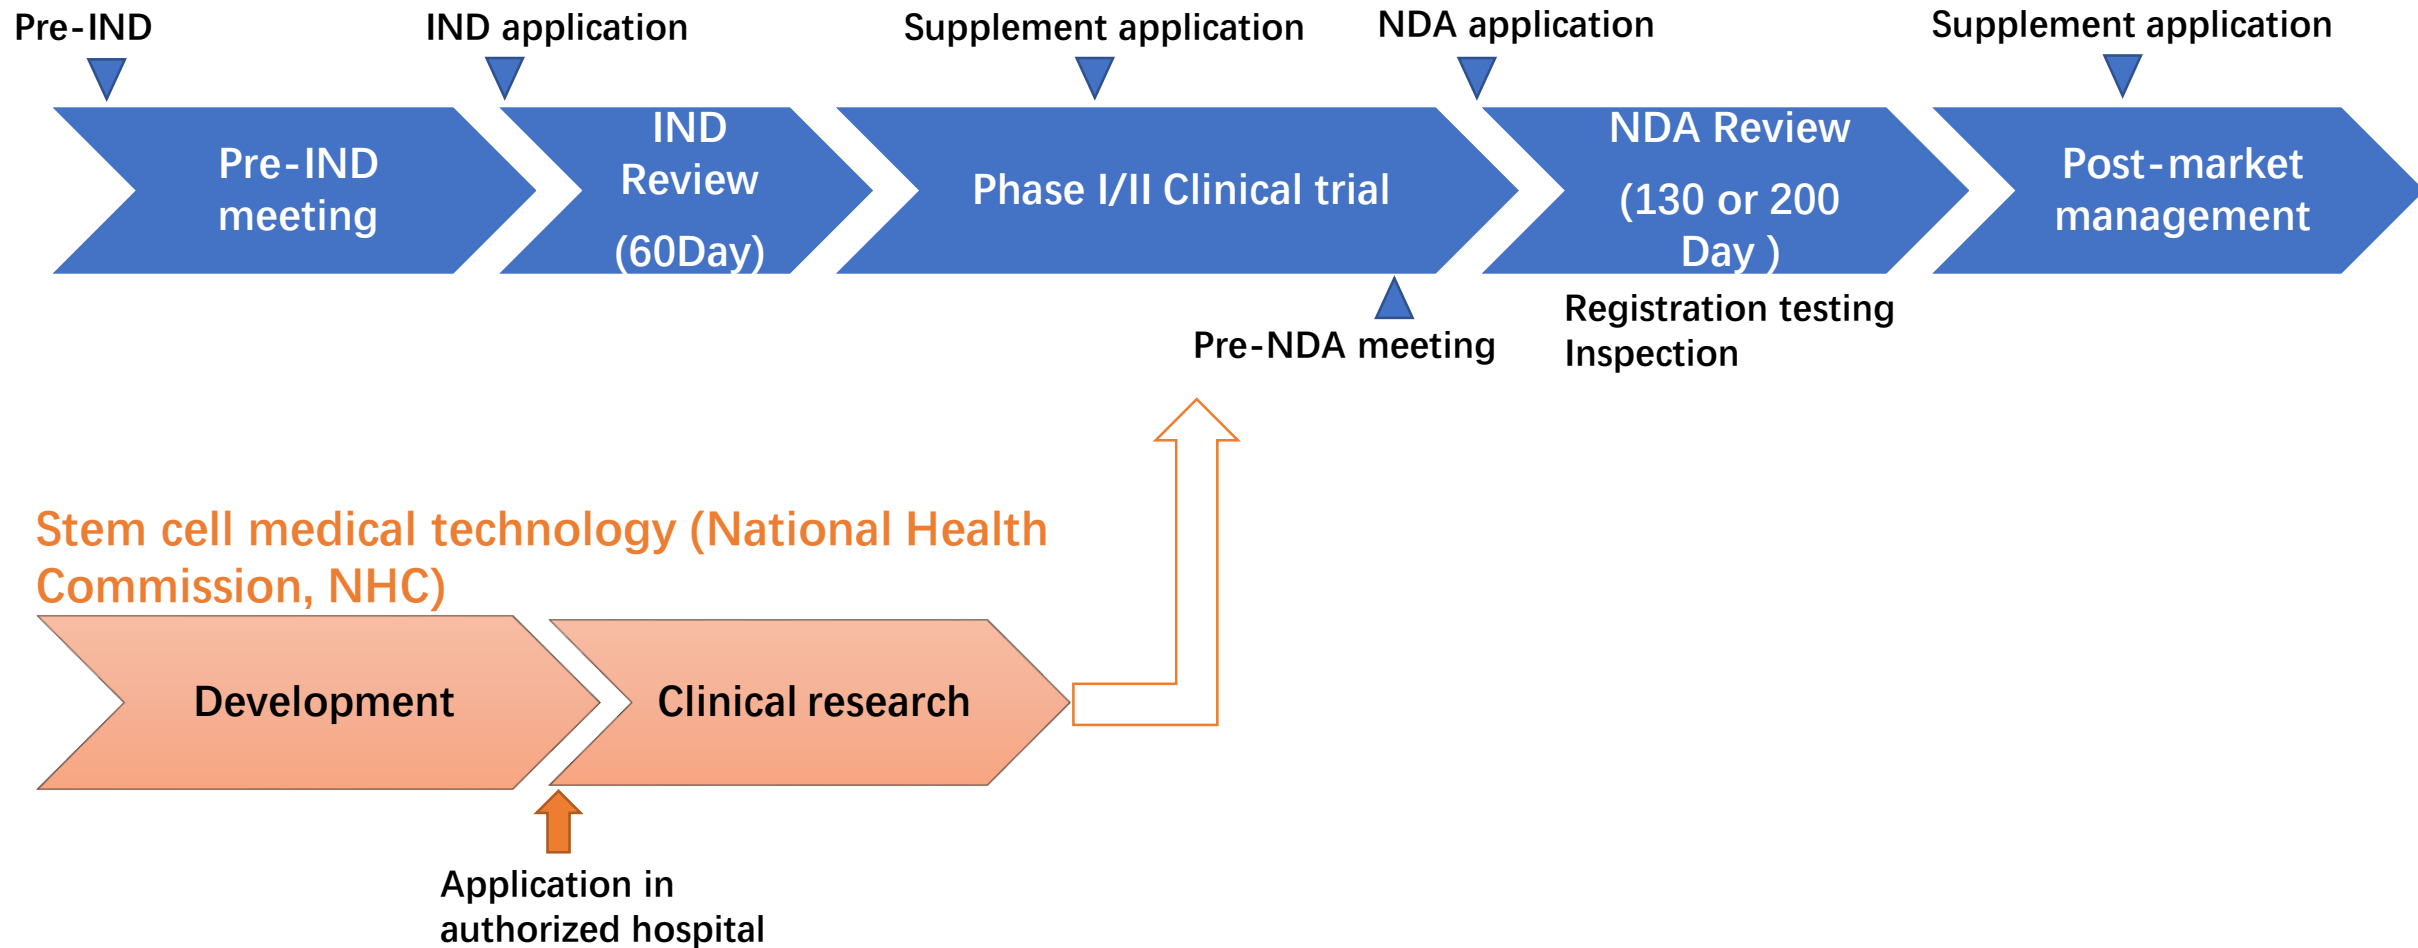 Pre-IND
IND application
Supplement application
NDA application
Supplement application
Pre-IND
meeting
IND
Review
(60Day)
Phase I/II Clinical trial
NDA Review
(130 or 200
Day )
Post-market
management
Pre-NDA meeting
Registration testing
Inspection
Stem cell medical technology (National Health
Commission, NHC)
Development
Clinical research
Application in
authorized hospital